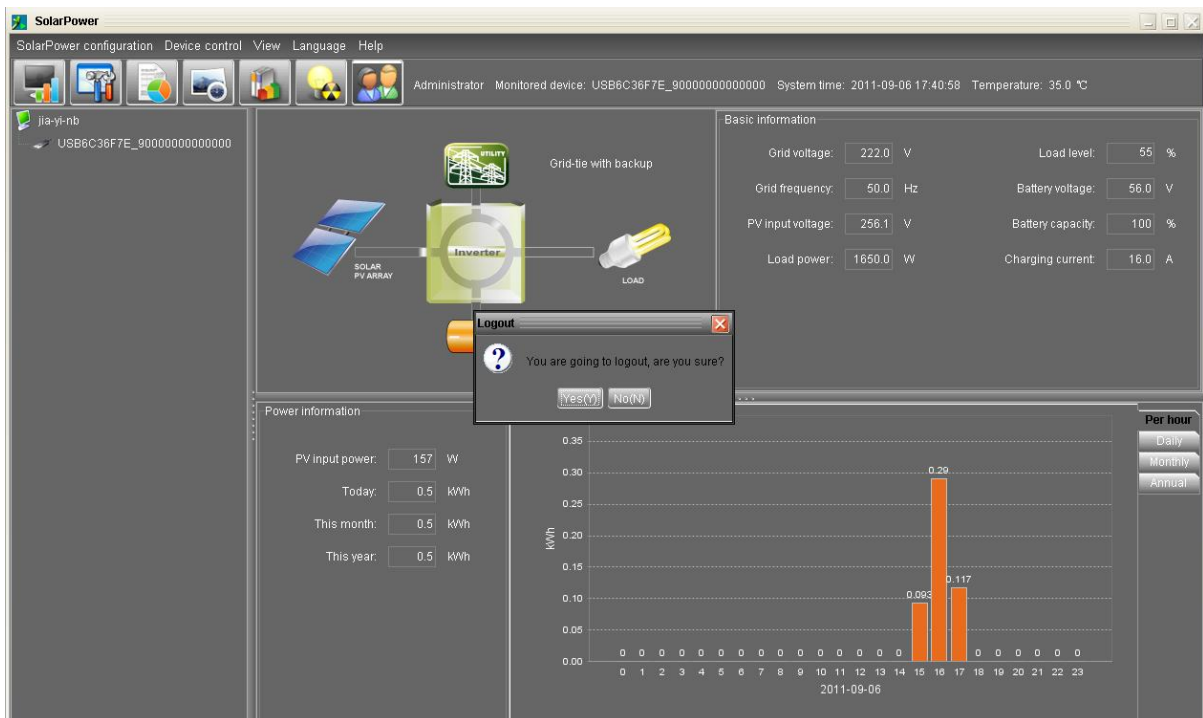 SolarPower
SolarPower configuration Device control View Language Help
Administrator Monitored device: USB6C36F7E_90000000000000 System time: 2011-09-06 17:40:58 Temperature: 35.0 ℃
jia-yi-nb
USB6C36F7E_90000000000000
UTILITY
Grid-tie with backup
SOLAR
PV ARRAY
Inverter
LOAD
Basic information
Grid voltage: 222.0 V
Load level: 55 %
Grid frequency: 50.0 Hz
Battery voltage: 56.0 V
PV input voltage: 256.1 V
Battery capacity: 100 %
Load power: 1650.0 W
Charging current: 16.0 A
Logout
You are going to logout, are you sure?
Yes(Y) No(N)
Power information
PV input power: 157 W
Today: 0.5 kWh
This month: 0.5 kWh
This year: 0.5 kWh
Per hour
Daily
Monthly
Annual
kWh
0.35
0.30
0.25
0.20
0.15
0.10
0.05
0.00
0 0 0 0 0 0 0 0 0 0 0 0 0 0 0 0.093 0.29 0.117 0 0 0 0 0 0
0 1 2 3 4 5 6 7 8 9 10 11 12 13 14 15 16 17 18 19 20 21 22 23
2011-09-06